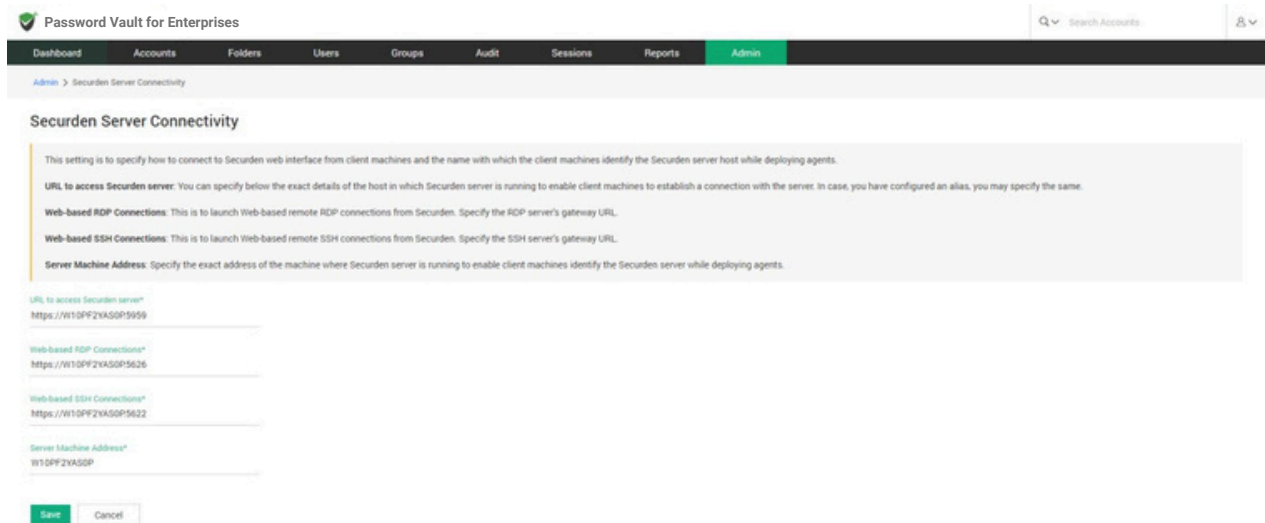 Password Vault for Enterprises
Search Accounts
Dashboard Accounts Folders Users Groups Audit Sessions Reports Admin
Admin > Securden Server Connectivity
Securden Server Connectivity
This setting is to specify how to connect to Securden web interface from client machines and the name with which the client machines identify the Securden server host while deploying agents.
URL to access Securden server: You can specify below the exact details of the host in which Securden server is running to enable client machines to establish a connection with the server. In case, you have configured an alias, you may specify the same.
Web-based RDP Connections: This is to launch Web-based remote RDP connections from Securden. Specify the RDP server's gateway URL.
Web-based SSH Connections: This is to launch Web-based remote SSH connections from Securden. Specify the SSH server's gateway URL.
Server Machine Address: Specify the exact address of the machine where Securden server is running to enable client machines identify the Securden server while deploying agents.
URL to access Securden server*
https://W10PF2YAS0P:5959
Web-based RDP Connections*
https://W10PF2YAS0P:5626
Web-based SSH Connections*
https://W10PF2YAS0P:5622
Server Machine Address*
W10PF2YAS0P
Save Cancel